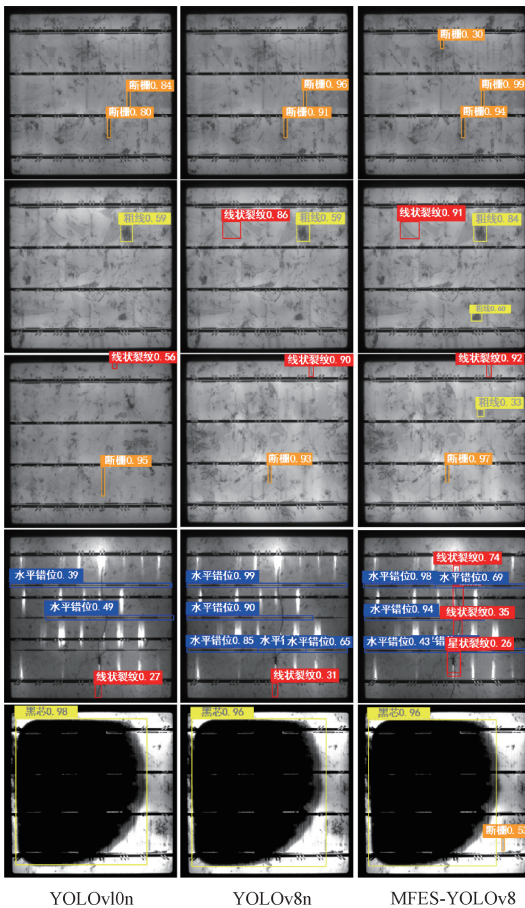 断栅0.84
断栅0.80
断栅0.96
断栅0.91
断栅0.30
断栅0.99
断栅0.94
粗线0.59
线状裂纹0.86
粗线0.59
线状裂纹0.91
粗线0.84
粗线0.60
线状裂纹0.56
断栅0.95
线状裂纹0.90
断栅0.93
线状裂纹0.92
粗线0.33
断栅0.97
水平错位0.39
水平错位0.49
线状裂纹0.27
水平错位0.99
水平错位0.90
水平错位0.85
水平错位0.65
线状裂纹0.31
线状裂纹0.74
水平错位0.98
水平错位0.69
水平错位0.94
线状裂纹0.35
水平错位0.43
星状裂纹0.26
黑芯0.98
黑芯0.96
黑芯0.96
断栅0.53
YOLOv10n
YOLOv8n
MFES-YOLOv8